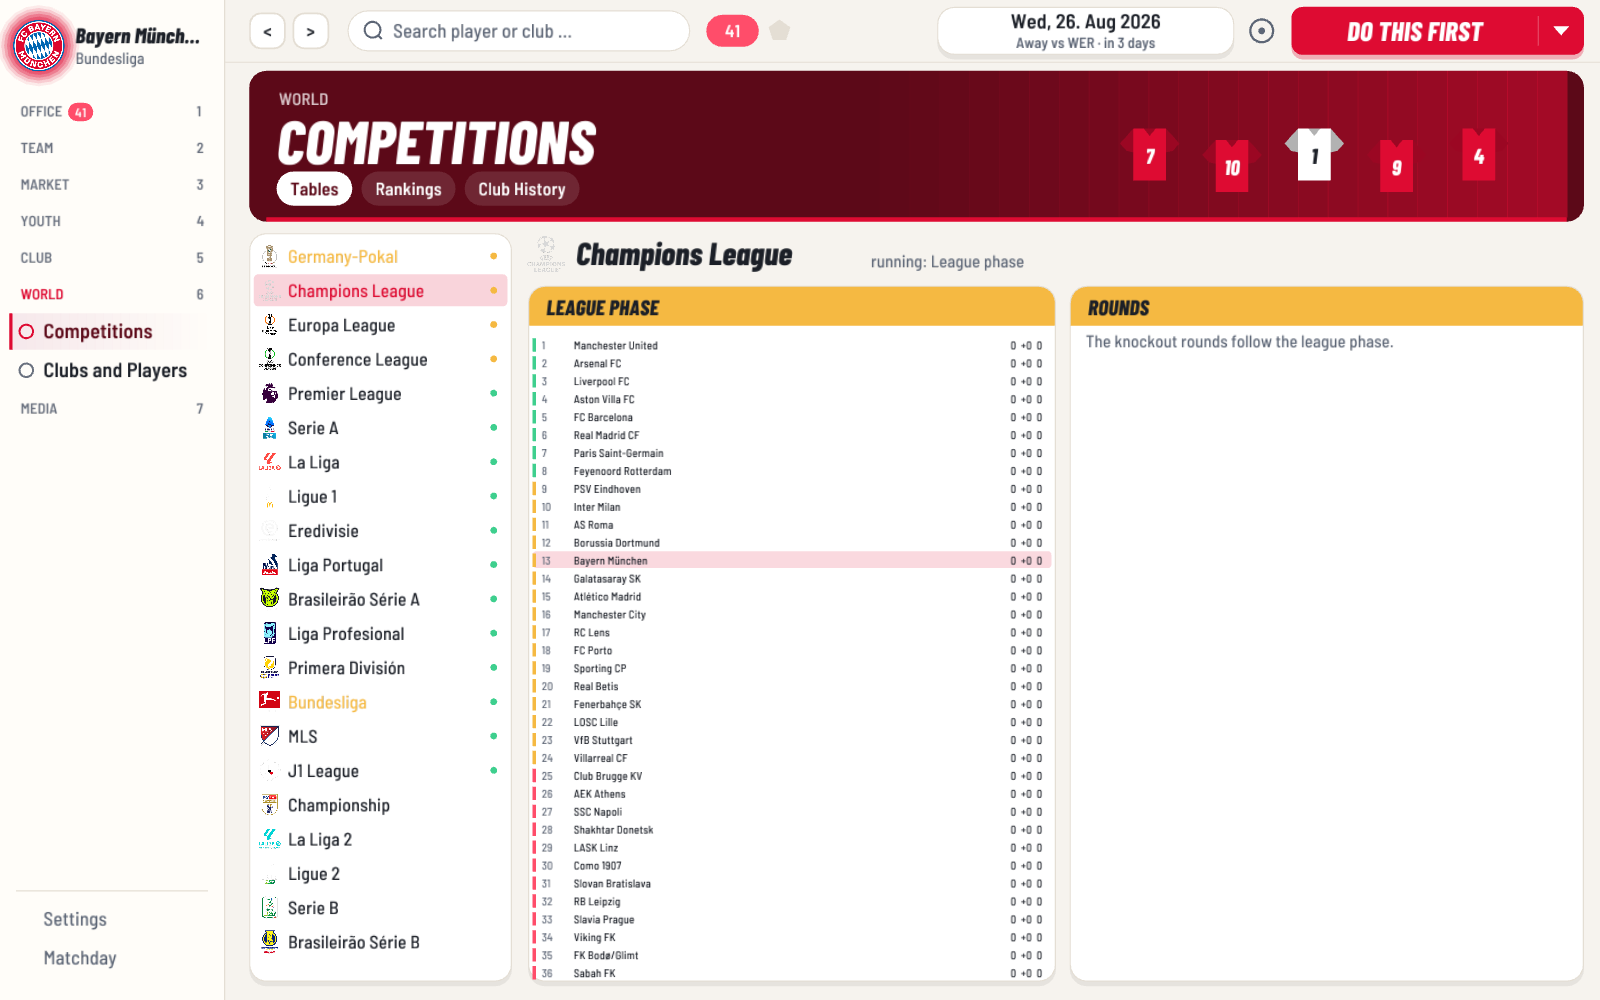 Bayern Münch...
Bundesliga
OFFICE 41 1
TEAM 2
MARKET 3
YOUTH 4
CLUB 5
WORLD 6
Competitions
Clubs and Players
MEDIA 7
Settings
Matchday
< >
Search player or club ...
41
Wed, 26. Aug 2026
Away vs WER · in 3 days
DO THIS FIRST
WORLD
COMPETITIONS
Tables Rankings Club History
7 10 1 9 4
Germany-Pokal
Champions League
Europa League
Conference League
Premier League
Serie A
La Liga
Ligue 1
Eredivisie
Liga Portugal
Brasileirão Série A
Liga Profesional
Primera División
Bundesliga
MLS
J1 League
Championship
La Liga 2
Ligue 2
Serie B
Brasileirão Série B
Champions League
running: League phase
LEAGUE PHASE
1 Manchester United 0 +0 0
2 Arsenal FC 0 +0 0
3 Liverpool FC 0 +0 0
4 Aston Villa FC 0 +0 0
5 FC Barcelona 0 +0 0
6 Real Madrid CF 0 +0 0
7 Paris Saint-Germain 0 +0 0
8 Feyenoord Rotterdam 0 +0 0
9 PSV Eindhoven 0 +0 0
10 Inter Milan 0 +0 0
11 AS Roma 0 +0 0
12 Borussia Dortmund 0 +0 0
13 Bayern München 0 +0 0
14 Galatasaray SK 0 +0 0
15 Atlético Madrid 0 +0 0
16 Manchester City 0 +0 0
17 RC Lens 0 +0 0
18 FC Porto 0 +0 0
19 Sporting CP 0 +0 0
20 Real Betis 0 +0 0
21 Fenerbahçe SK 0 +0 0
22 LOSC Lille 0 +0 0
23 VfB Stuttgart 0 +0 0
24 Villarreal CF 0 +0 0
25 Club Brugge KV 0 +0 0
26 AEK Athens 0 +0 0
27 SSC Napoli 0 +0 0
28 Shakhtar Donetsk 0 +0 0
29 LASK Linz 0 +0 0
30 Como 1907 0 +0 0
31 Slovan Bratislava 0 +0 0
32 RB Leipzig 0 +0 0
33 Slavia Prague 0 +0 0
34 Viking FK 0 +0 0
35 FK Bodø/Glimt 0 +0 0
36 Sabah FK 0 +0 0
ROUNDS
The knockout rounds follow the league phase.